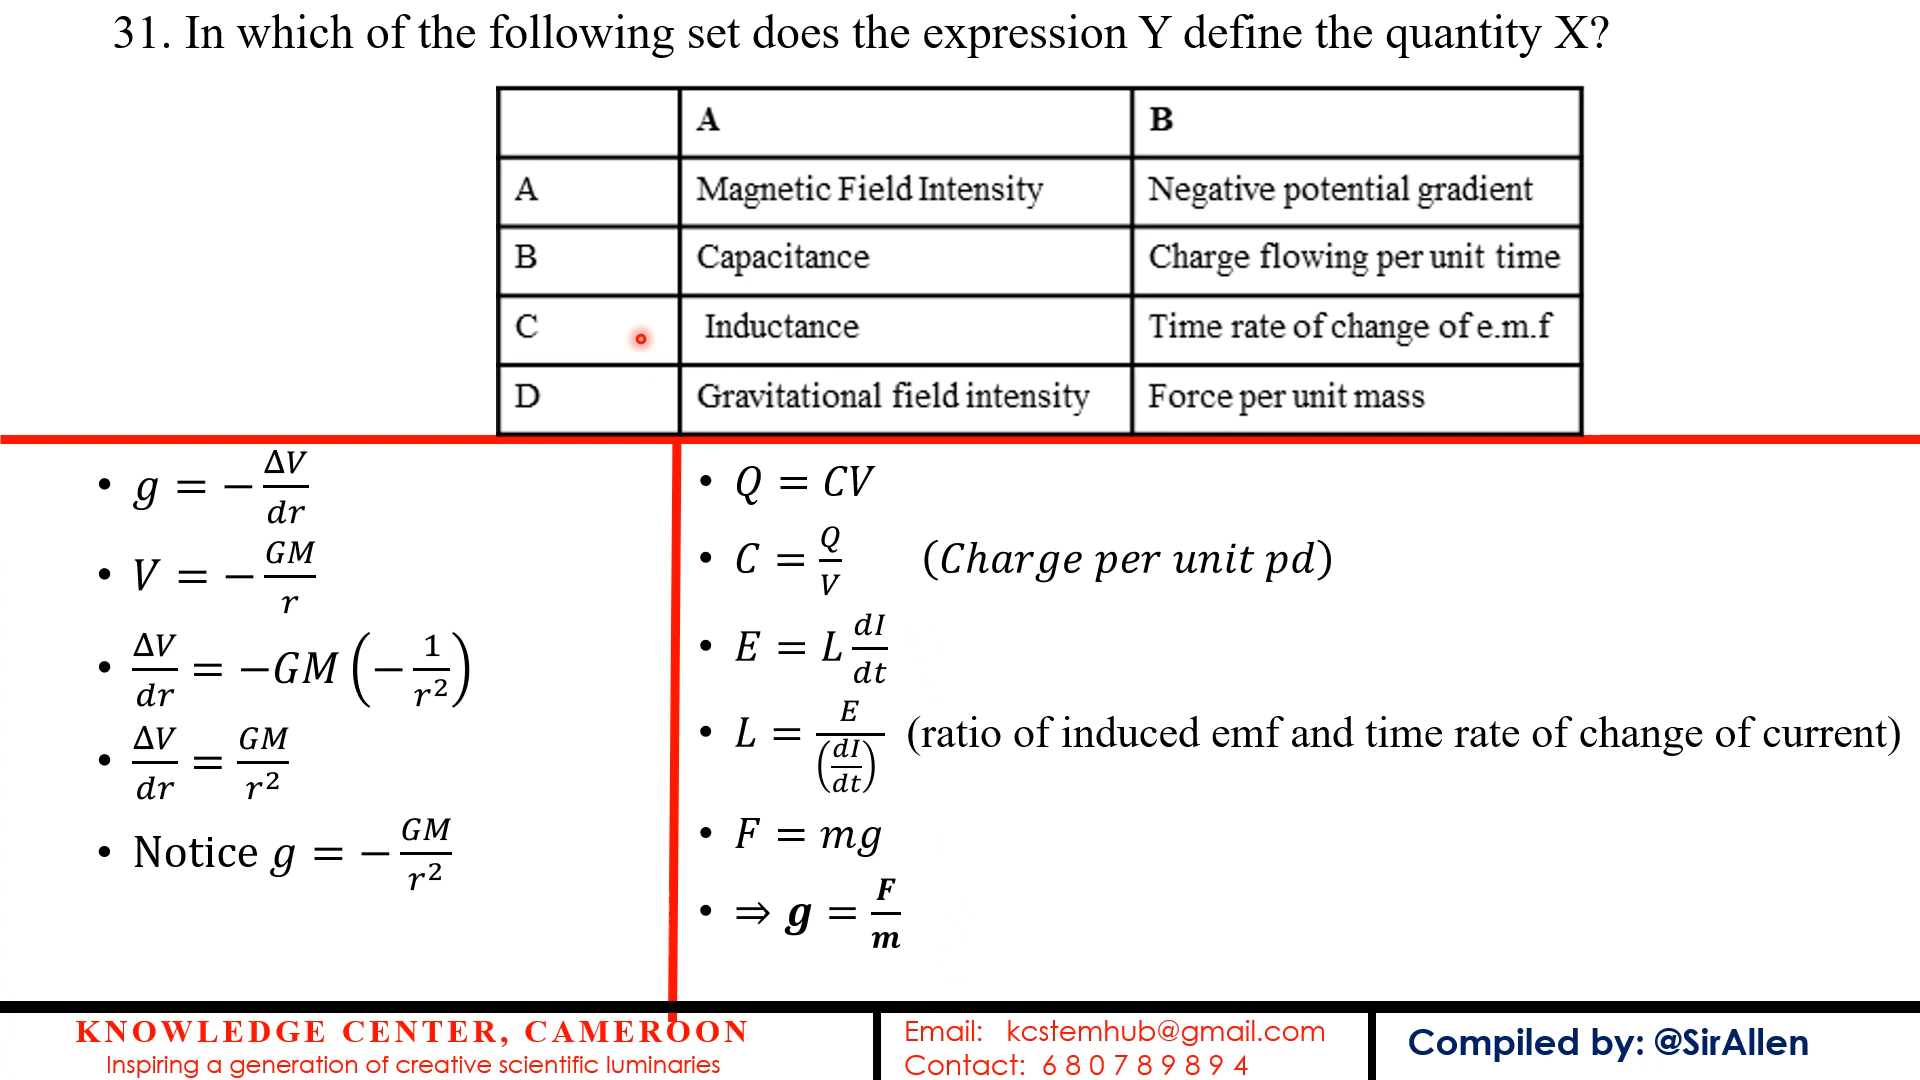 31. In which of the following set does the expression Y define the quantity X?
A B
A Magnetic Field Intensity Negative potential gradient
B Capacitance Charge flowing per unit time
C Inductance Time rate of change of e.m.f
D Gravitational field intensity Force per unit mass
• g = −ΔV/dr
• V = −GM/r
• ΔV/dr = −GM(−1/r²)
• ΔV/dr = GM/r²
• Notice g = −GM/r²
• Q = CV
• C = Q/V (Charge per unit pd)
• E = L dI/dt
• L = E/(dI/dt) (ratio of induced emf and time rate of change of current)
• F = mg
• ⇒ g = F/m
KNOWLEDGE CENTER, CAMEROON
Inspiring a generation of creative scientific luminaries
Email: kcstemhub@gmail.com
Contact: 6 8 0 7 8 9 8 9 4
Compiled by: @SirAllen